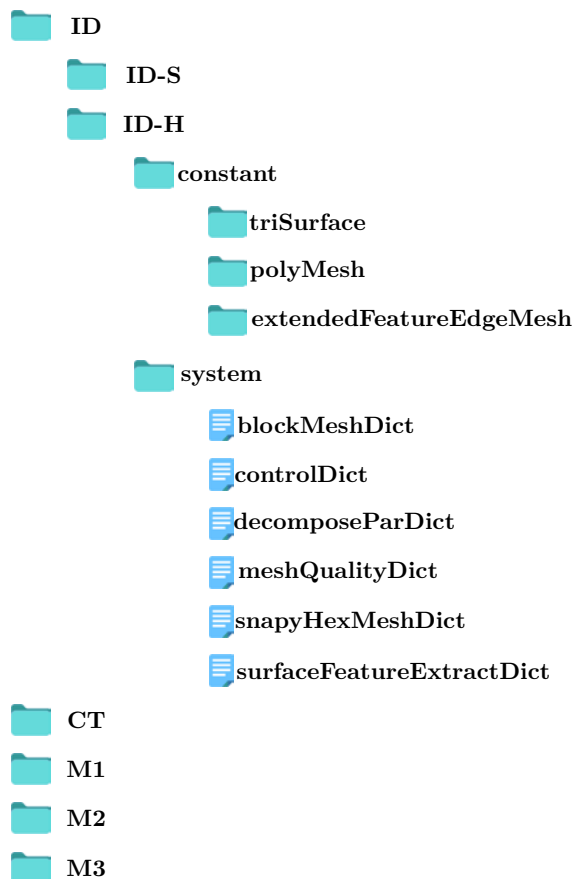 ID
ID-S
ID-H
constant
triSurface
polyMesh
extendedFeatureEdgeMesh
system
blockMeshDict
controlDict
decomposeParDict
meshQualityDict
snapyHexMeshDict
surfaceFeatureExtractDict
CT
M1
M2
M3